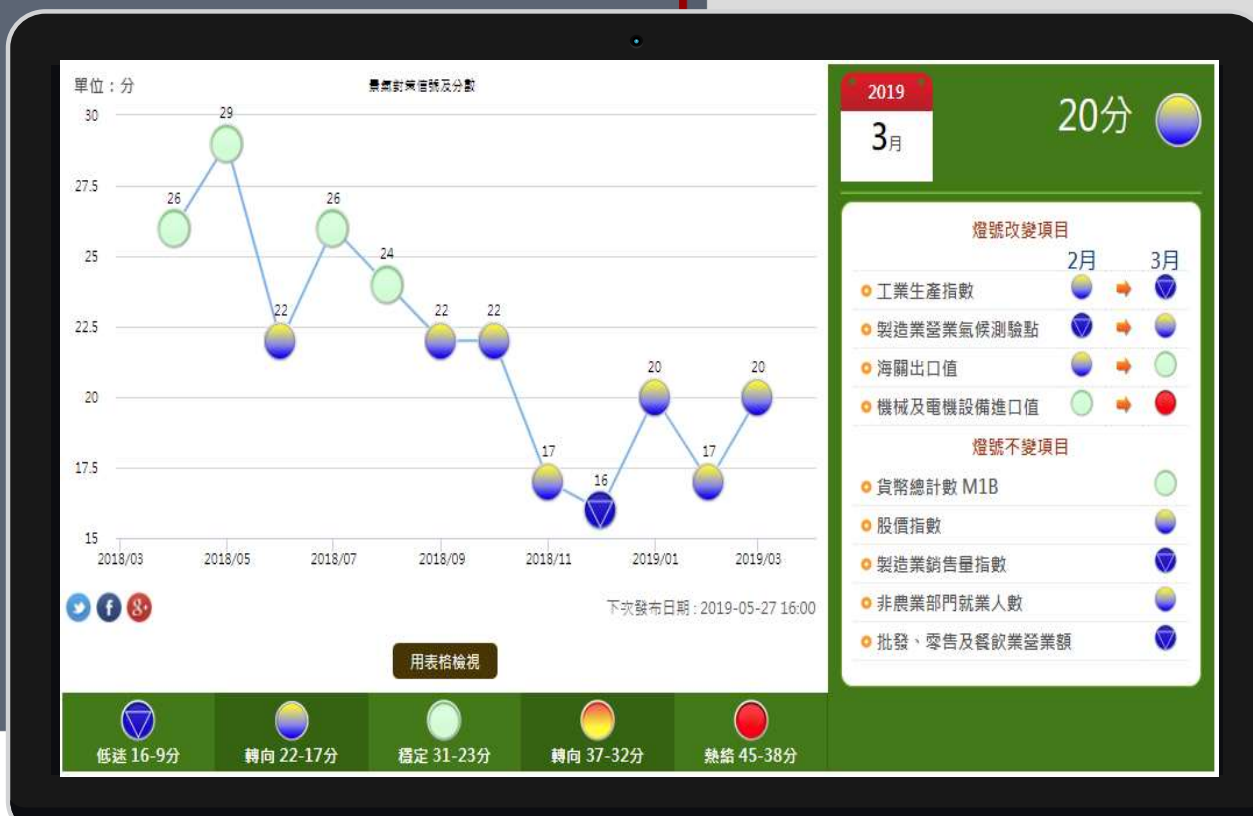 單位：分
景氣對策信號及分數
30
27.5
25
22.5
20
17.5
15
26
29
22
26
24
22
22
17
16
20
17
20
2018/03
2018/05
2018/07
2018/09
2018/11
2019/01
2019/03
下次發布日期 : 2019-05-27 16:00
用表格檢視
低迷 16-9分
轉向 22-17分
穩定 31-23分
轉向 37-32分
熱絡 45-38分
2019
3月
20分
燈號改變項目
2月 3月
工業生產指數
製造業營業氣候測驗點
海關出口值
機械及電機設備進口值
燈號不變項目
貨幣總計數 M1B
股價指數
製造業銷售量指數
非農業部門就業人數
批發、零售及餐飲業營業額